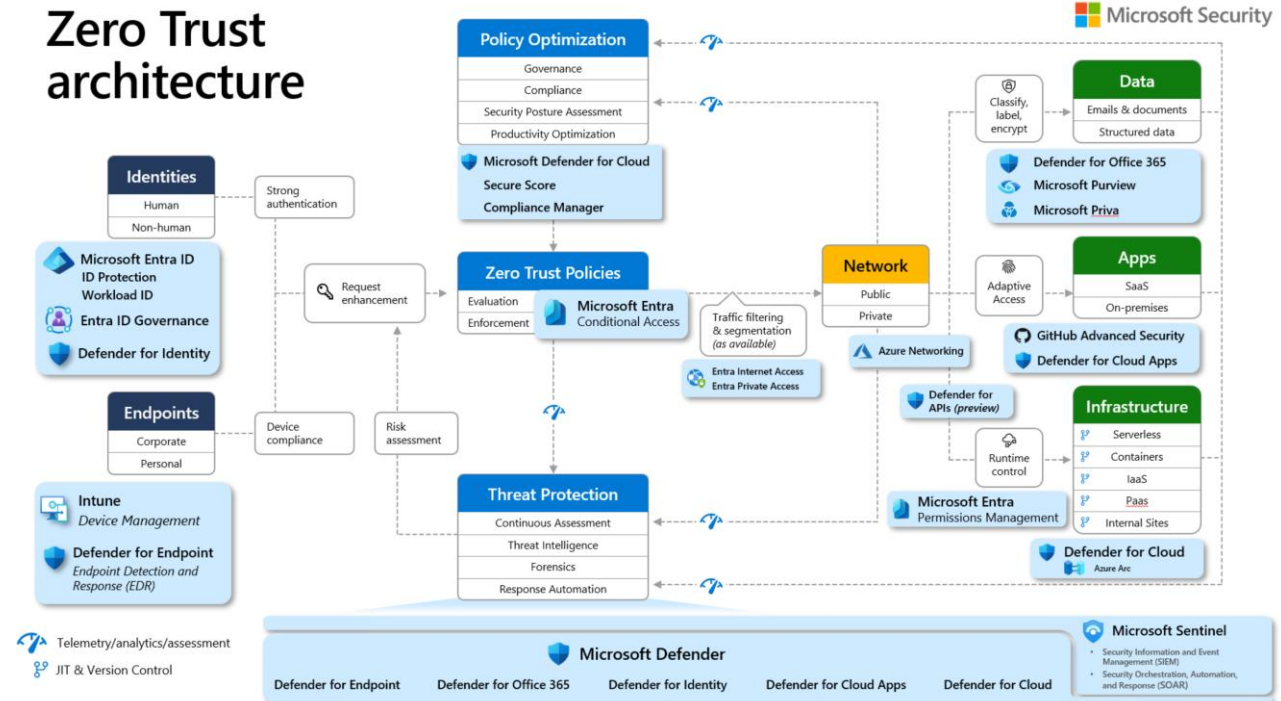 Zero Trust
architecture
Microsoft Security
Policy Optimization
Governance
Compliance
Security Posture Assessment
Productivity Optimization
Microsoft Defender for Cloud
Secure Score
Compliance Manager
Identities
Human
Non-human
Strong
authentication
Microsoft Entra ID
ID Protection
Workload ID
Entra ID Governance
Defender for Identity
Endpoints
Corporate
Personal
Device
compliance
Intune
Device Management
Defender for Endpoint
Endpoint Detection and
Response (EDR)
Request
enhancement
Risk
assessment
Zero Trust Policies
Evaluation
Enforcement
Microsoft Entra
Conditional Access
Traffic filtering
& segmentation
(as available)
Entra Internet Access
Entra Private Access
Network
Public
Private
Azure Networking
Classify,
label,
encrypt
Data
Emails & documents
Structured data
Defender for Office 365
Microsoft Purview
Microsoft Priva
Adaptive
Access
Apps
SaaS
On-premises
GitHub Advanced Security
Defender for Cloud Apps
Defender for
APIs (preview)
Runtime
control
Infrastructure
Serverless
Containers
IaaS
Paas
Internal Sites
Microsoft Entra
Permissions Management
Defender for Cloud
Azure Arc
Threat Protection
Continuous Assessment
Threat Intelligence
Forensics
Response Automation
Telemetry/analytics/assessment
JIT & Version Control
Microsoft Defender
Defender for Endpoint
Defender for Office 365
Defender for Identity
Defender for Cloud Apps
Defender for Cloud
Microsoft Sentinel
• Security Information and Event
Management (SIEM)
• Security Orchestration, Automation,
and Response (SOAR)